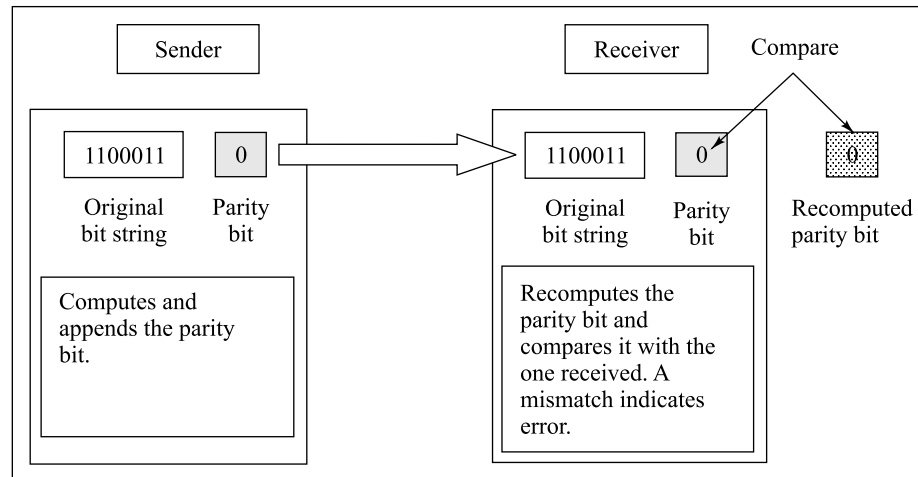 Sender
Receiver
Compare
1100011
0
1100011
0
0
Original
bit string
Parity
bit
Original
bit string
Parity
bit
Recomputed
parity bit
Computes and
appends the parity
bit.
Recomputes the
parity bit and
compares it with the
one received. A
mismatch indicates
error.